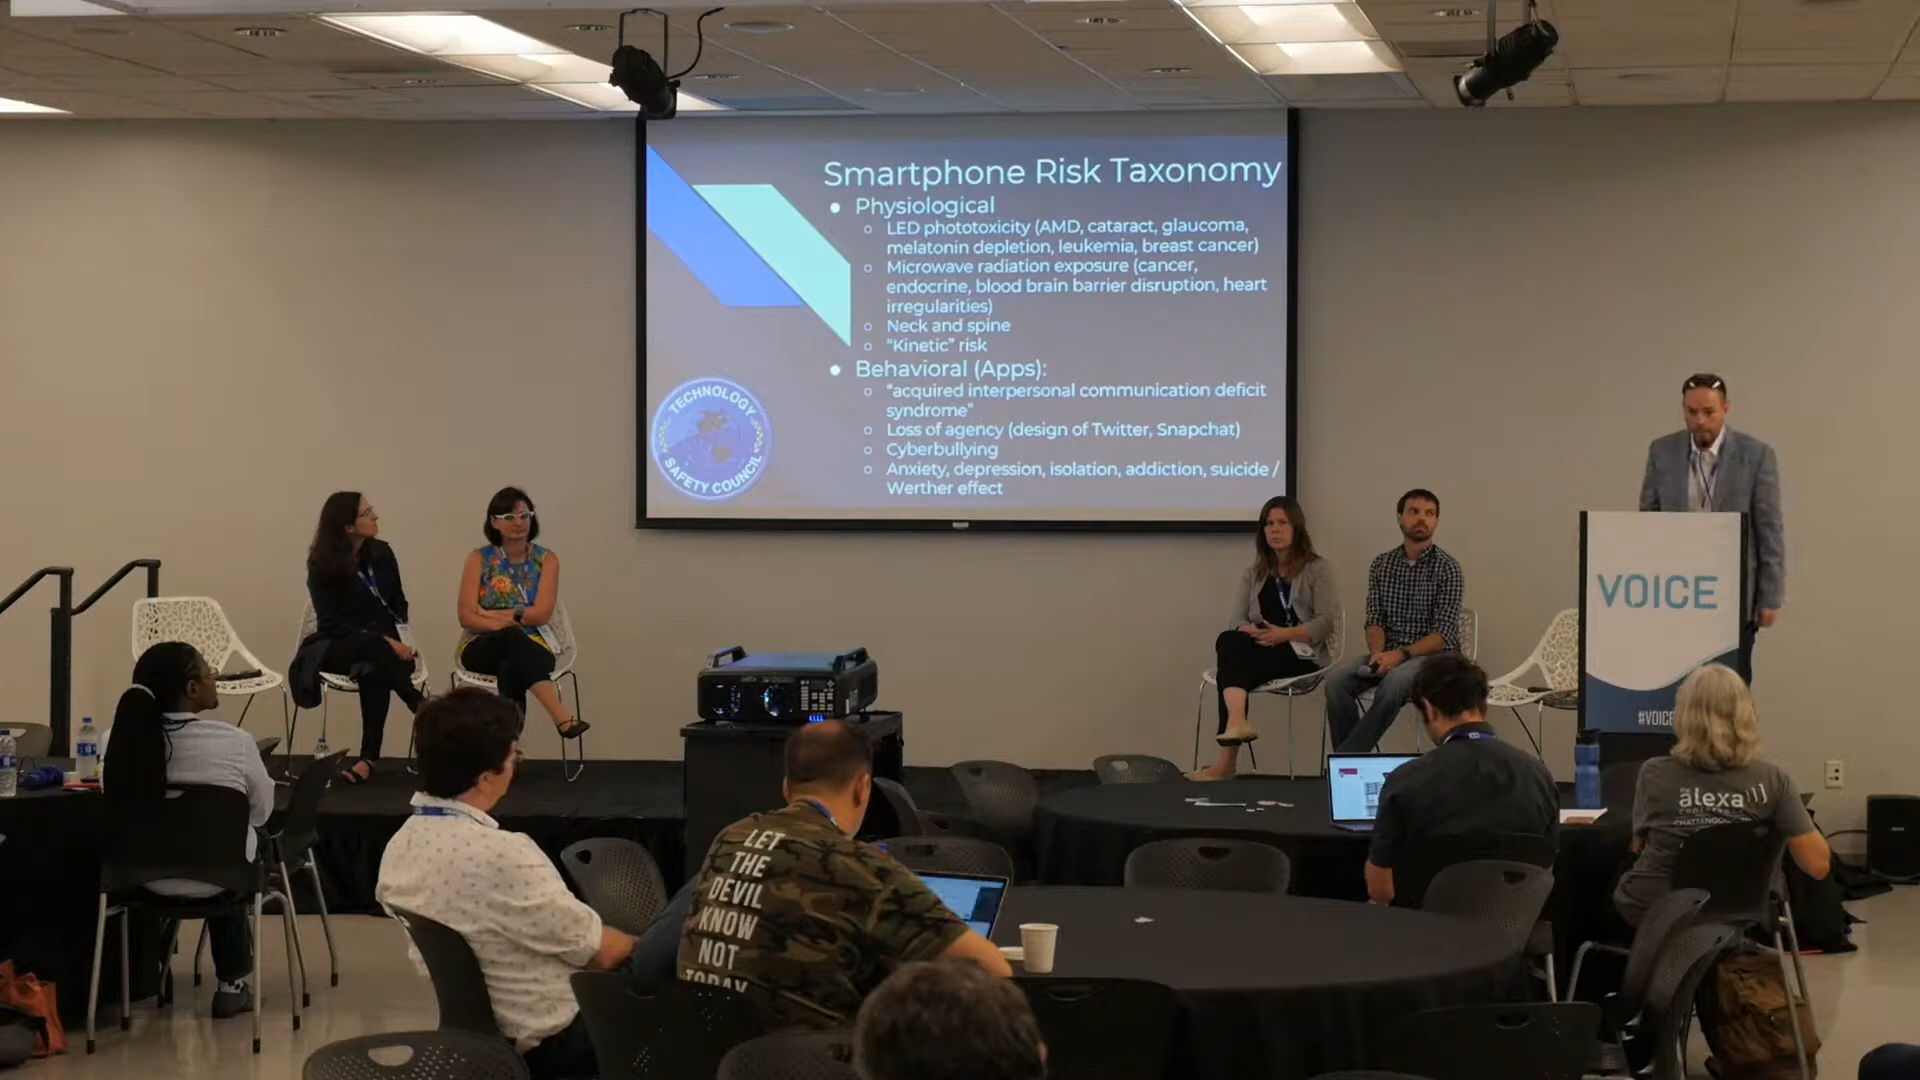 Smartphone Risk Taxonomy
Physiological
LED phototoxicity (AMD, cataract, glaucoma,
melatonin depletion, leukemia, breast cancer)
Microwave radiation exposure (cancer,
endocrine, blood brain barrier disruption, heart
irregularities)
Neck and spine
"Kinetic" risk
Behavioral (Apps):
"acquired interpersonal communication deficit
syndrome"
Loss of agency (design of Twitter, Snapchat)
Cyberbullying
Anxiety, depression, isolation, addiction, suicide /
Werther effect
TECHNOLOGY
SAFETY COUNCIL
VOICE
#VOICE
alexa
LET
THE
DEVIL
KNOW
NOT
TODAY